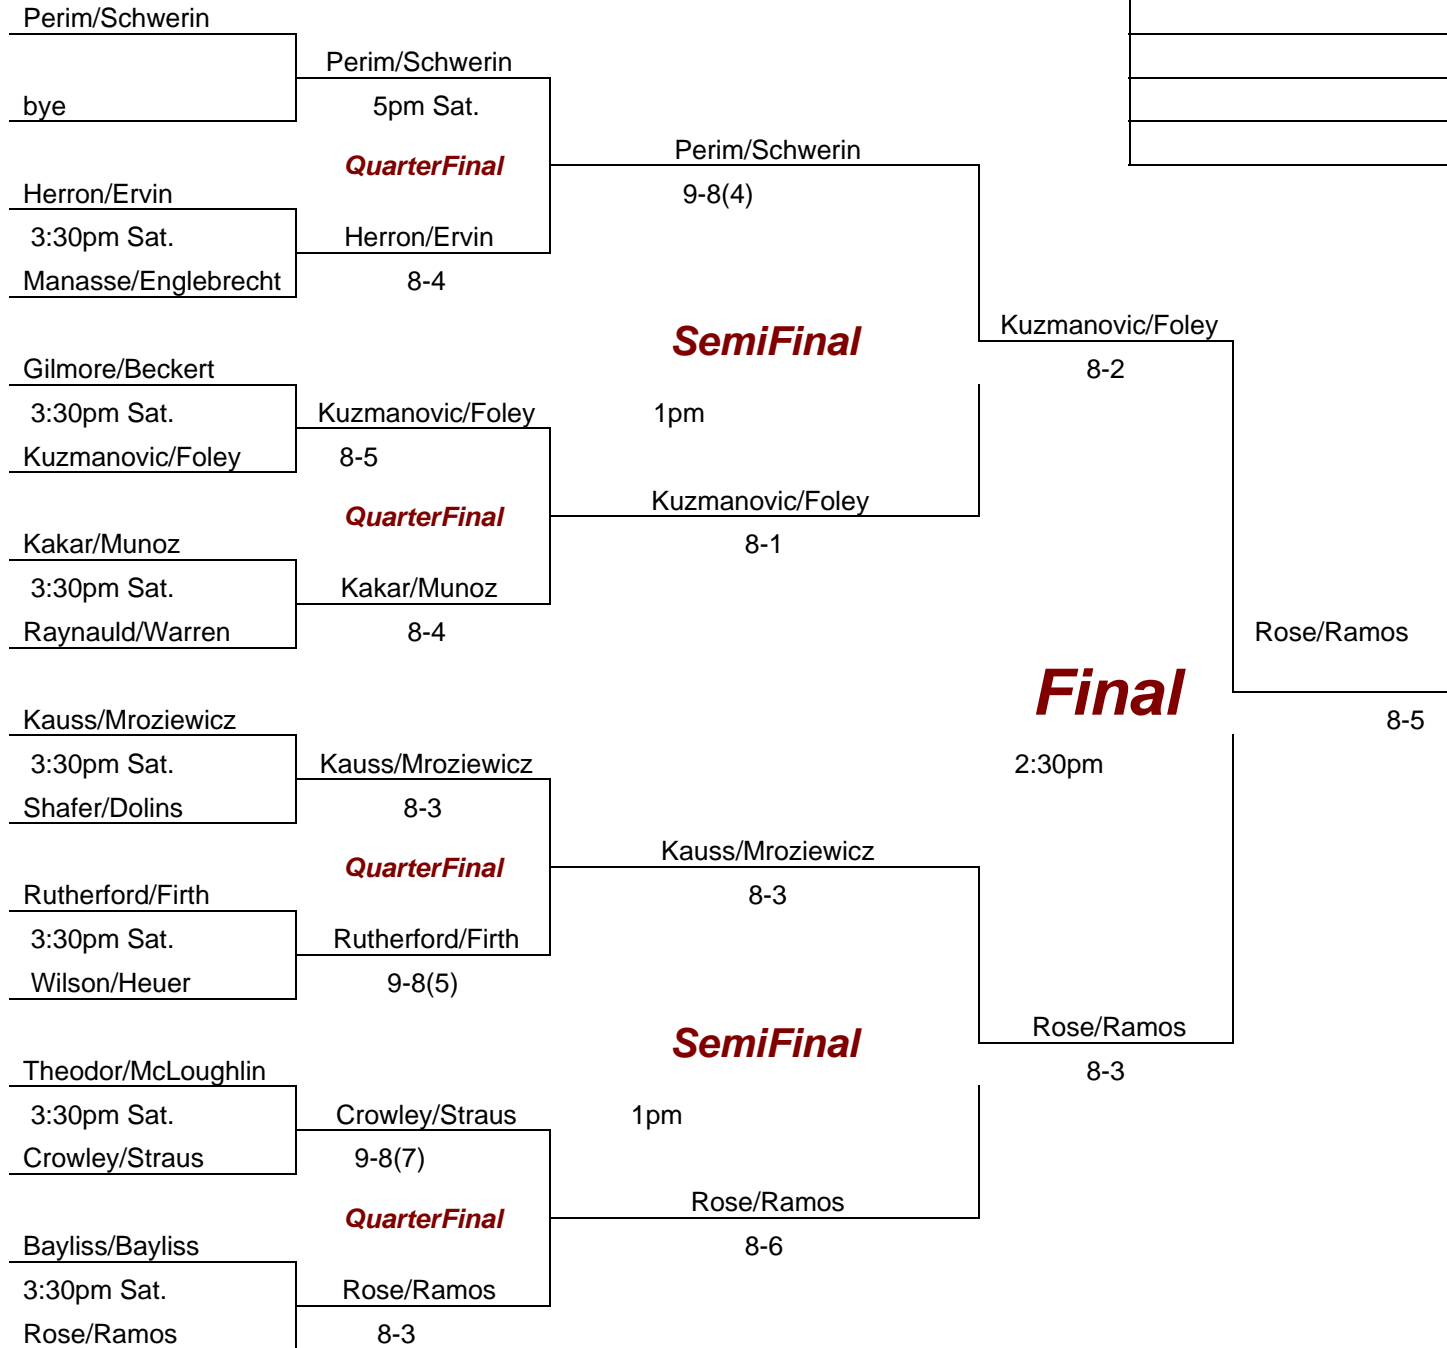 Perim/Schwerin
Perim/Schwerin
bye
5pm Sat.
QuarterFinal
Perim/Schwerin
Herron/Ervin
9-8(4)
3:30pm Sat.
Herron/Ervin
Manasse/Englebrecht
8-4
SemiFinal
Kuzmanovic/Foley
Gilmore/Beckert
8-2
3:30pm Sat.
Kuzmanovic/Foley
1pm
Kuzmanovic/Foley
8-5
QuarterFinal
Kuzmanovic/Foley
Kakar/Munoz
8-1
3:30pm Sat.
Kakar/Munoz
Raynauld/Warren
8-4
Rose/Ramos
Final
Kauss/Mroziewicz
8-5
3:30pm Sat.
Kauss/Mroziewicz
2:30pm
Shafer/Dolins
8-3
QuarterFinal
Kauss/Mroziewicz
Rutherford/Firth
8-3
3:30pm Sat.
Rutherford/Firth
Wilson/Heuer
9-8(5)
SemiFinal
Rose/Ramos
Theodor/McLoughlin
8-3
3:30pm Sat.
Crowley/Straus
1pm
Crowley/Straus
9-8(7)
QuarterFinal
Rose/Ramos
Bayliss/Bayliss
8-6
3:30pm Sat.
Rose/Ramos
Rose/Ramos
8-3